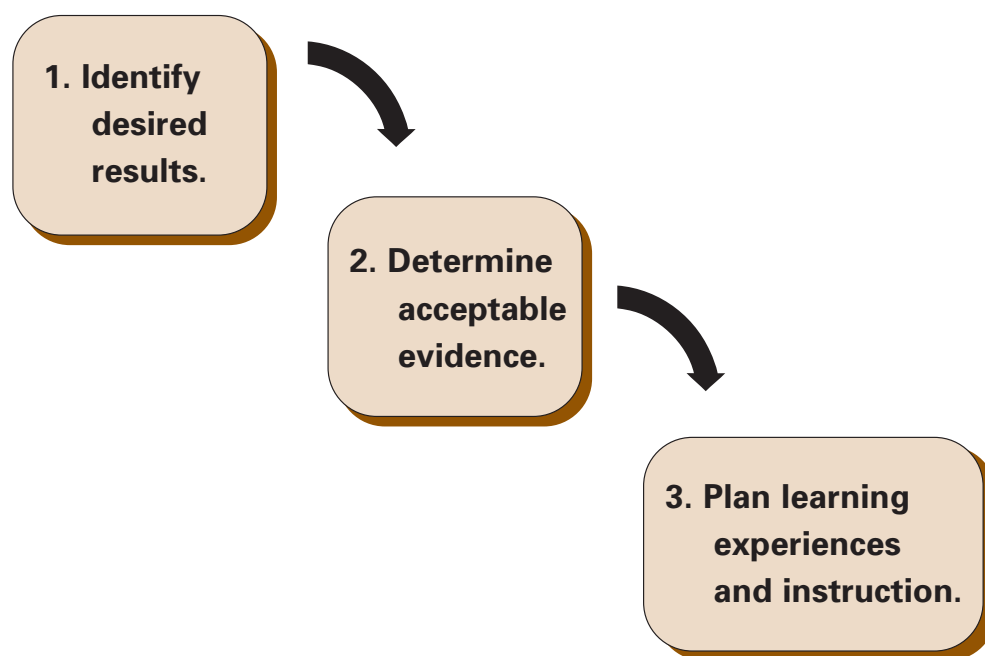 1. Identify
desired
results.
2. Determine
acceptable
evidence.
3. Plan learning
experiences
and instruction.